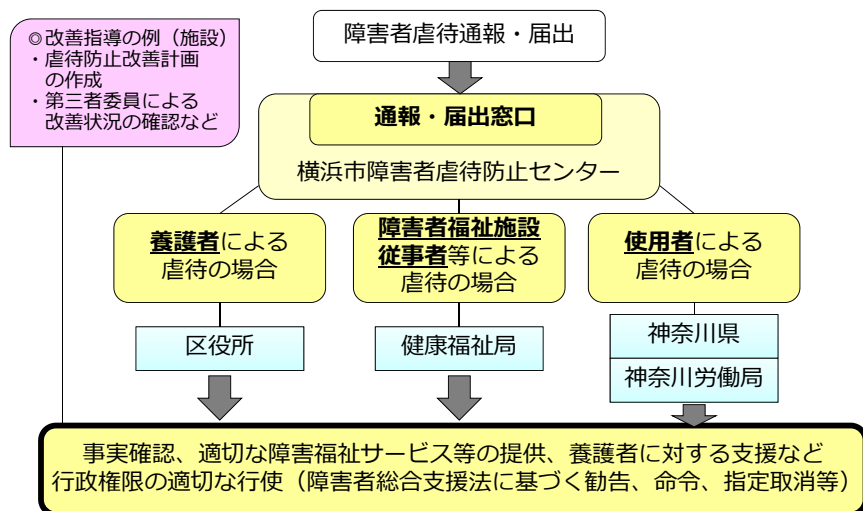 ◎改善指導の例（施設）
・虐待防止改善計画
の作成
・第三者委員による
改善状況の確認など
障害者虐待通報・届出
通報・届出窓口
横浜市障害者虐待防止センター
養護者による
虐待の場合
障害者福祉施設
従事者等による
虐待の場合
使用者による
虐待の場合
区役所
健康福祉局
神奈川県
神奈川労働局
事実確認、適切な障害福祉サービス等の提供、養護者に対する支援など
行政権限の適切な行使（障害者総合支援法に基づく勧告、命令、指定取消等）